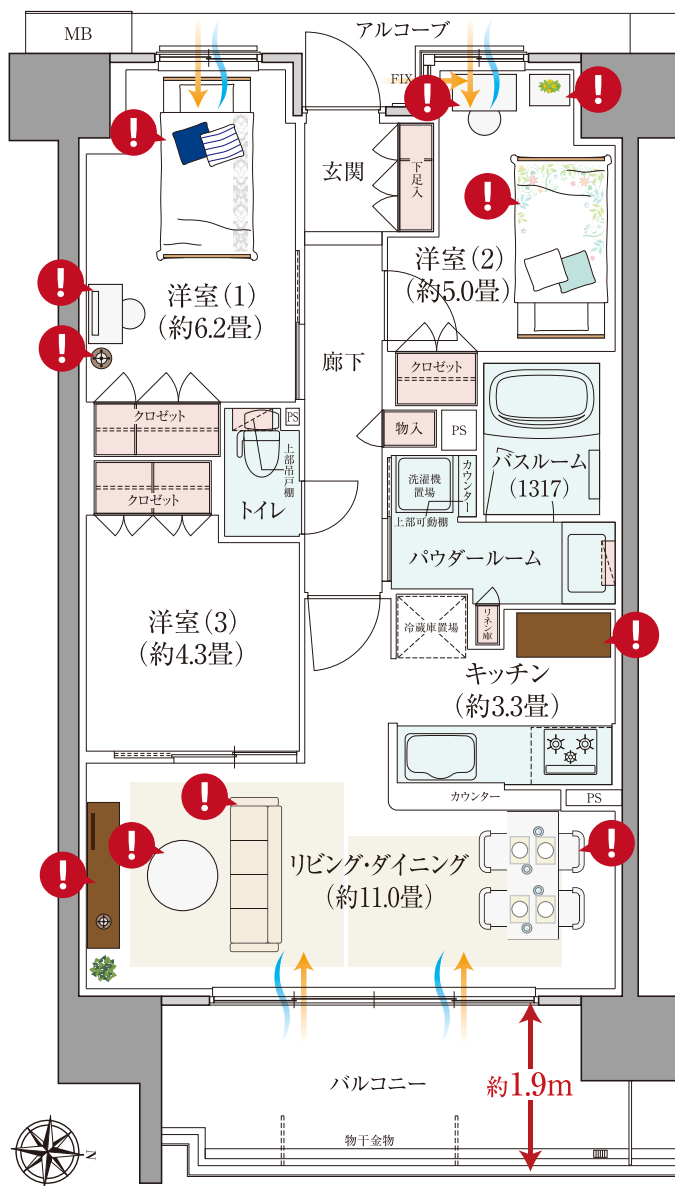 MB
アルコーブ
FIX
!
!
!
玄関
下足入
!
洋室(1)
(約6.2畳)
洋室(2)
(約5.0畳)
!
!
廊下
クロゼット
クロゼット
PS
物入
PS
上部吊戸棚
トイレ
クロゼット
洗濯機
置場
カウンター
上部可動棚
バスルーム
(1317)
パウダールーム
洋室(3)
(約4.3畳)
冷蔵庫置場
リネン庫
!
キッチン
(約3.3畳)
カウンター
PS
!
!
!
!
リビング・ダイニング
(約11.0畳)
バルコニー
約1.9m
物干金物
N